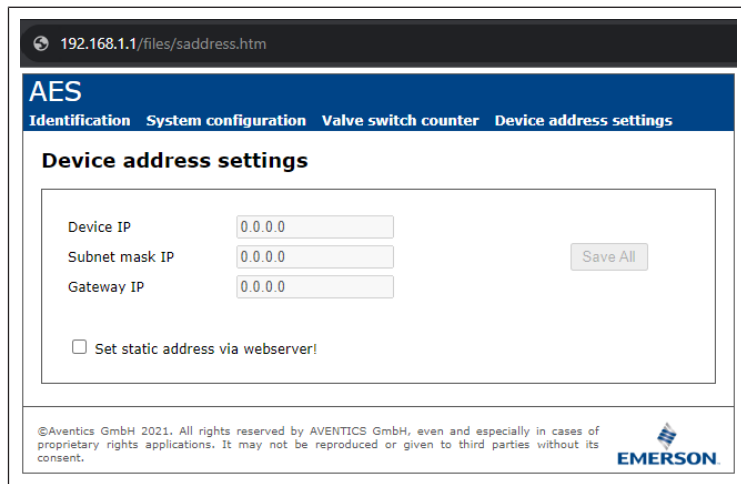 192.168.1.1/files/saddress.htm
AES
Identification System configuration Valve switch counter Device address settings
Device address settings
Device IP 0.0.0.0
Subnet mask IP 0.0.0.0 Save All
Gateway IP 0.0.0.0
Set static address via webserver!
©Aventics GmbH 2021. All rights reserved by AVENTICS GmbH, even and especially in cases of
proprietary rights applications. It may not be reproduced or given to third parties without its
consent.
EMERSON.